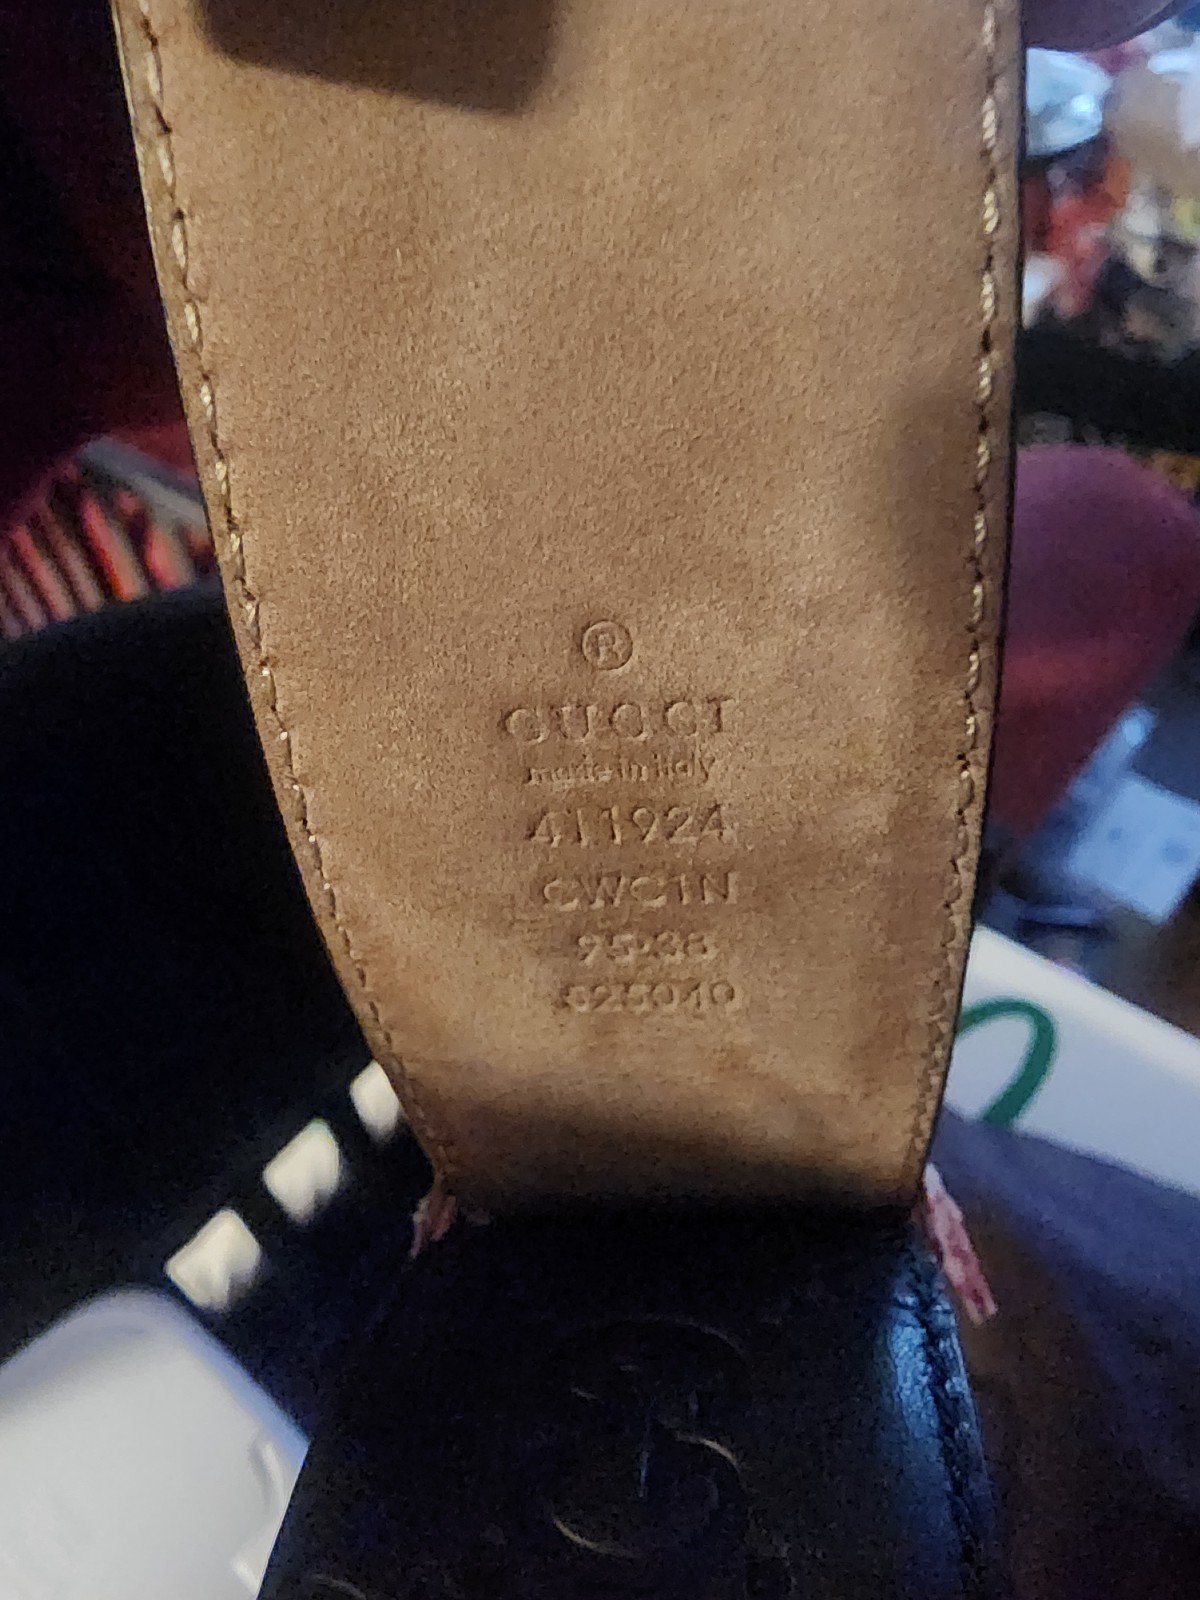 ®
GUCCI
made in italy
411924
CWC1N
95·38
525040